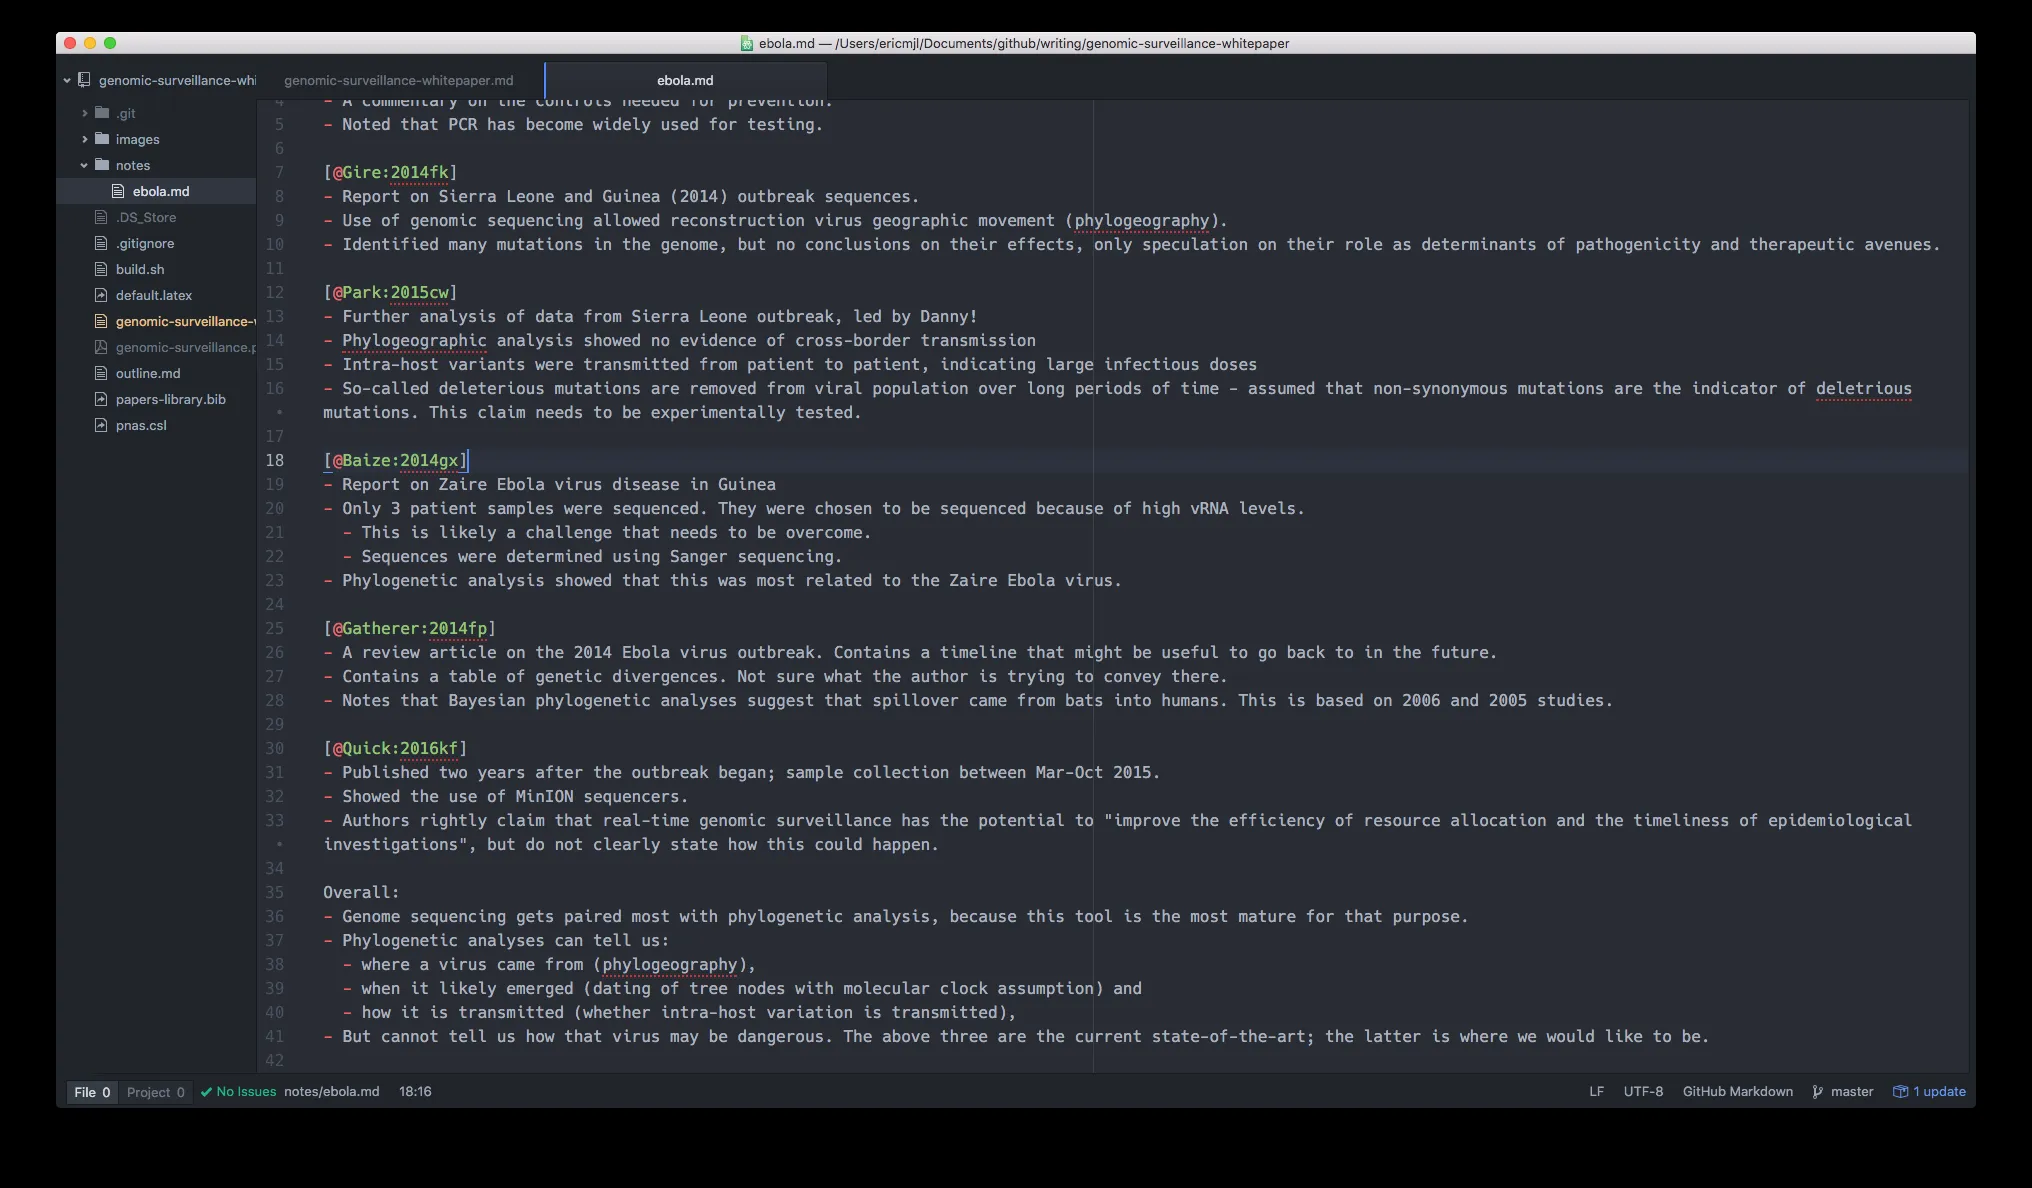 ebola.md — /Users/ericmjl/Documents/github/writing/genomic-surveillance-whitepaper
genomic-surveillance-whi
genomic-surveillance-whitepaper.md
ebola.md
.git
images
notes
ebola.md
.DS_Store
.gitignore
build.sh
default.latex
genomic-surveillance-w
genomic-surveillance.p
outline.md
papers-library.bib
pnas.csl
4 - A commentary on the controls needed for prevention.
5 - Noted that PCR has become widely used for testing.
6
7 [@Gire:2014fk]
8 - Report on Sierra Leone and Guinea (2014) outbreak sequences.
9 - Use of genomic sequencing allowed reconstruction virus geographic movement (phylogeography).
10 - Identified many mutations in the genome, but no conclusions on their effects, only speculation on their role as determinants of pathogenicity and therapeutic avenues.
11
12 [@Park:2015cw]
13 - Further analysis of data from Sierra Leone outbreak, led by Danny!
14 - Phylogeographic analysis showed no evidence of cross-border transmission
15 - Intra-host variants were transmitted from patient to patient, indicating large infectious doses
16 - So-called deleterious mutations are removed from viral population over long periods of time - assumed that non-synonymous mutations are the indicator of deletrious
• mutations. This claim needs to be experimentally tested.
17
18 [@Baize:2014gx]
19 - Report on Zaire Ebola virus disease in Guinea
20 - Only 3 patient samples were sequenced. They were chosen to be sequenced because of high vRNA levels.
21 - This is likely a challenge that needs to be overcome.
22 - Sequences were determined using Sanger sequencing.
23 - Phylogenetic analysis showed that this was most related to the Zaire Ebola virus.
24
25 [@Gatherer:2014fp]
26 - A review article on the 2014 Ebola virus outbreak. Contains a timeline that might be useful to go back to in the future.
27 - Contains a table of genetic divergences. Not sure what the author is trying to convey there.
28 - Notes that Bayesian phylogenetic analyses suggest that spillover came from bats into humans. This is based on 2006 and 2005 studies.
29
30 [@Quick:2016kf]
31 - Published two years after the outbreak began; sample collection between Mar-Oct 2015.
32 - Showed the use of MinION sequencers.
33 - Authors rightly claim that real-time genomic surveillance has the potential to "improve the efficiency of resource allocation and the timeliness of epidemiological
• investigations", but do not clearly state how this could happen.
34
35 Overall:
36 - Genome sequencing gets paired most with phylogenetic analysis, because this tool is the most mature for that purpose.
37 - Phylogenetic analyses can tell us:
38 - where a virus came from (phylogeography),
39 - when it likely emerged (dating of tree nodes with molecular clock assumption) and
40 - how it is transmitted (whether intra-host variation is transmitted),
41 - But cannot tell us how that virus may be dangerous. The above three are the current state-of-the-art; the latter is where we would like to be.
42
File 0 Project 0 No Issues notes/ebola.md 18:16 LF UTF-8 GitHub Markdown master 1 update